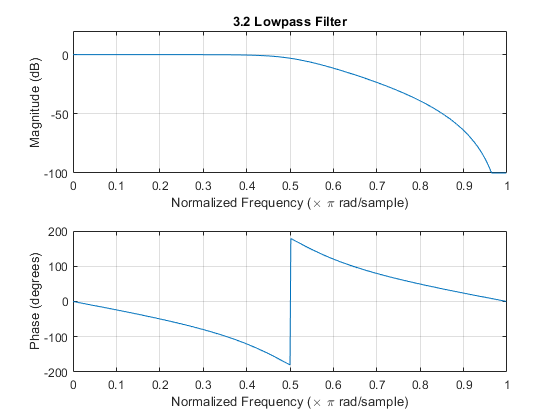 3.2 Lowpass Filter
Magnitude (dB)
0
-50
-100
0 0.1 0.2 0.3 0.4 0.5 0.6 0.7 0.8 0.9 1
Normalized Frequency (× π rad/sample)
Phase (degrees)
200
100
0
-100
-200
0 0.1 0.2 0.3 0.4 0.5 0.6 0.7 0.8 0.9 1
Normalized Frequency (× π rad/sample)